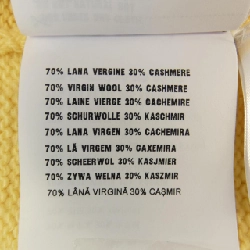 70% LANA VERGINE 30% CASHMERE
70% VIRGIN WOOL 30% CASHMERE
70% LAINE VIERGE 30% CACHEMIRE
70% SCHURWOLLE 30% KASCHMIR
70% LANA VIRGEN 30% CACHEMIRA
70% LÃ VIRGEM 30% CAXEMIRA
70% SCHEERWOL 30% KASJMIER
70% ŻYWA WEŁNA 30% KASZMIR
70% LÂNĂ VIRGINĂ 30% CAȘMIR